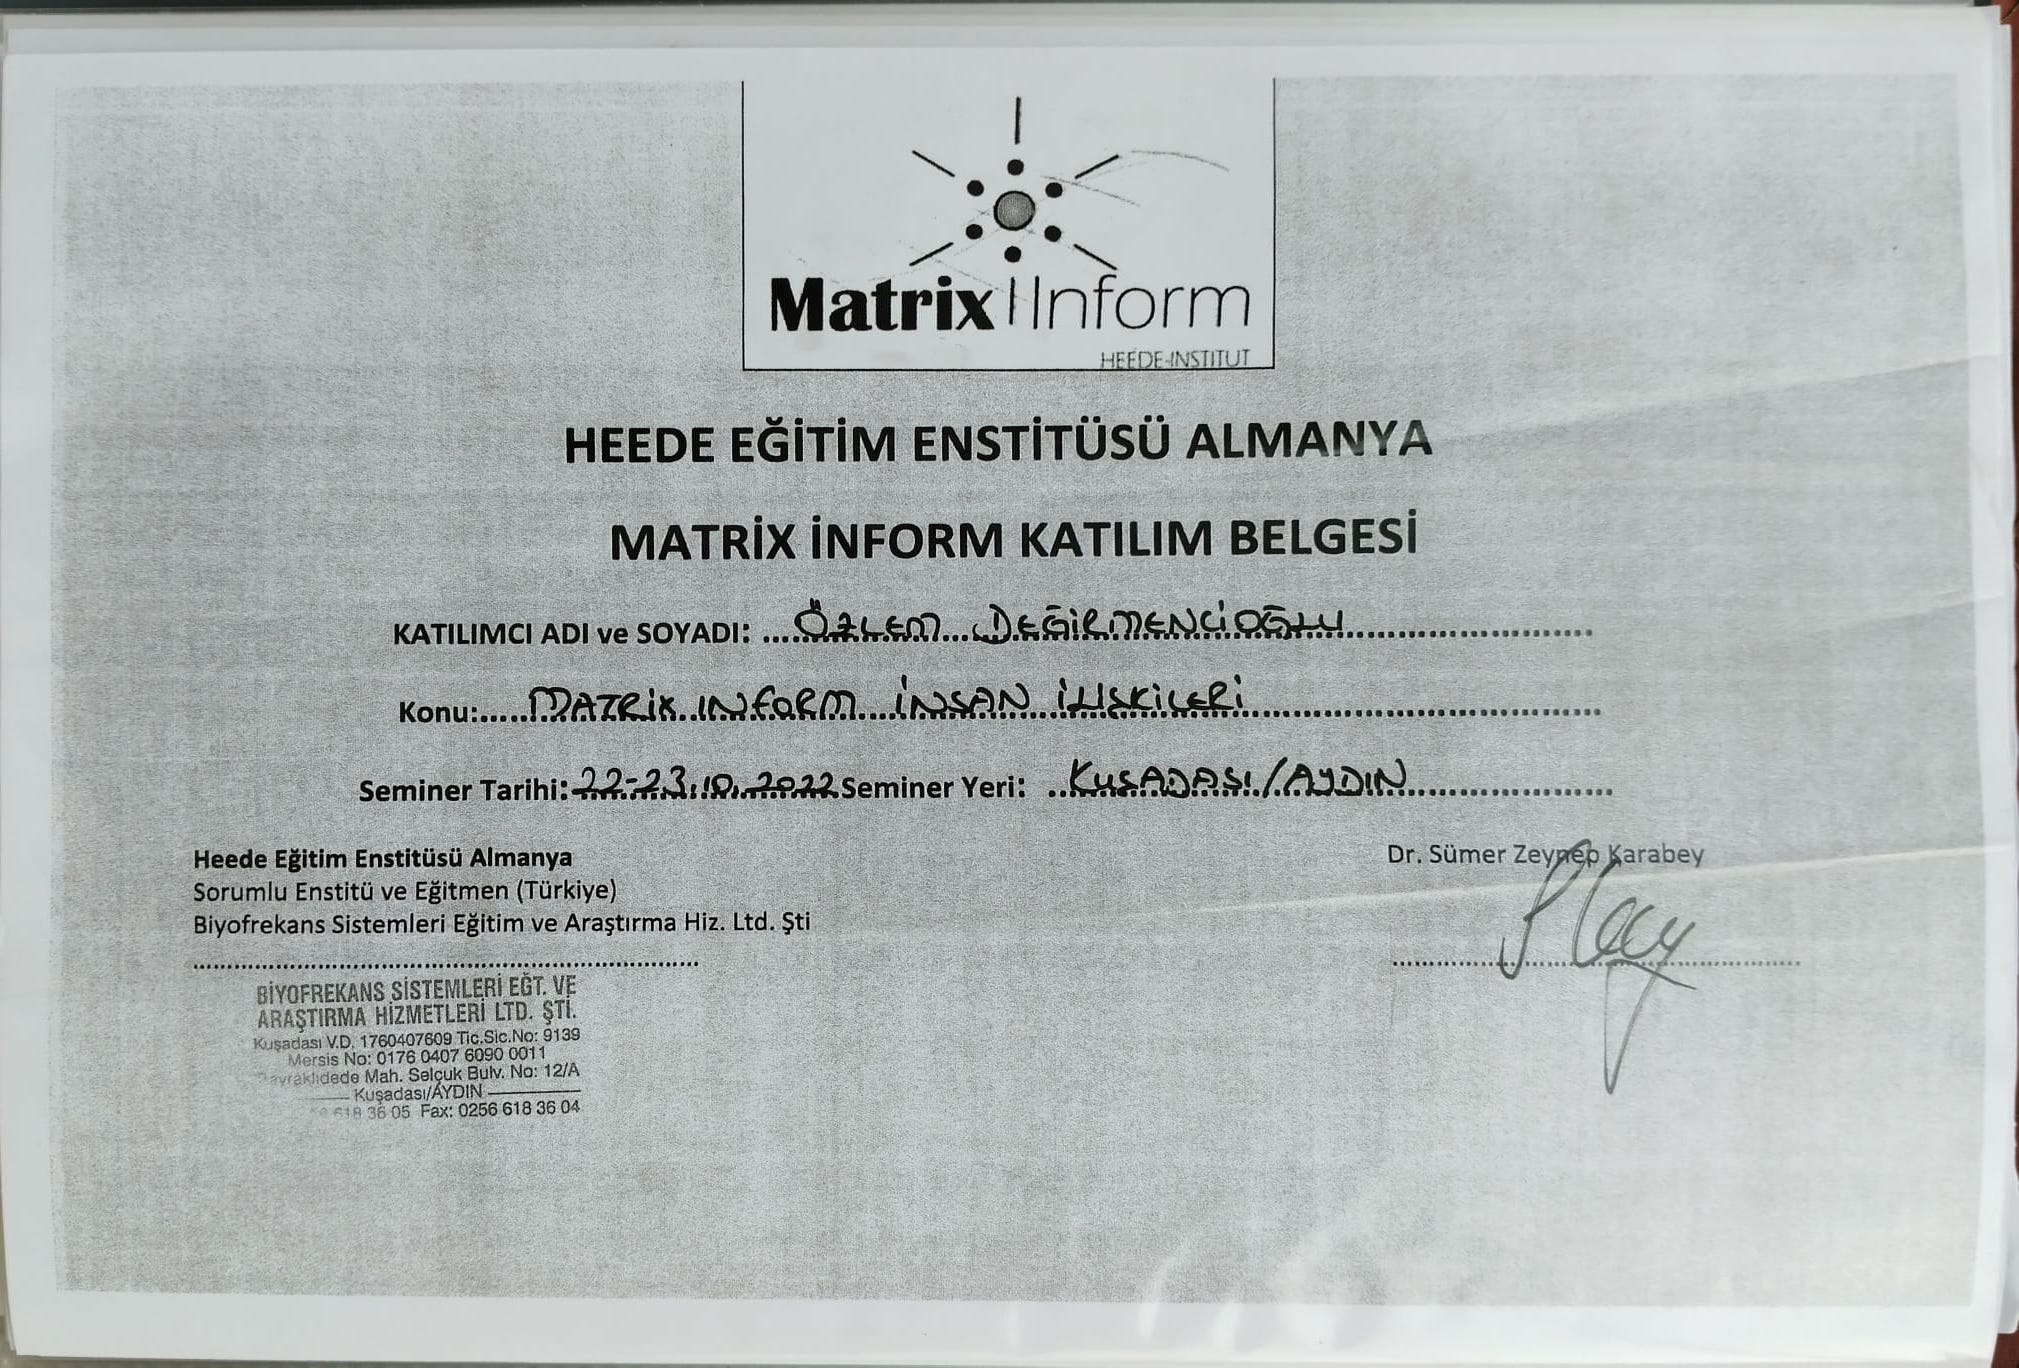 Matrix Inform
HEEDE-INSTITUT
HEEDE EĞİTİM ENSTİTÜSÜ ALMANYA
MATRİX İNFORM KATILIM BELGESİ
KATILIMCI ADI ve SOYADI: ÖZLEM DEĞİRMENCİOĞLU
Konu: MATRİX INFORM İNSAN İLİŞKİLERİ
Seminer Tarihi: 22-23.10.2022 Seminer Yeri: KUŞADASI/AYDIN
Heede Eğitim Enstitüsü Almanya
Sorumlu Enstitü ve Eğitmen (Türkiye)
Biyofrekans Sistemleri Eğitim ve Araştırma Hiz. Ltd. Şti
Dr. Sümer Zeynep Karabey
BİYOFREKANS SİSTEMLERİ EĞT. VE
ARAŞTIRMA HİZMETLERİ LTD. ŞTİ.
Kuşadası V.D. 1760407609 Tic.Sic.No: 9139
Mersis No: 0176 0407 6090 0011
Mah. Selçuk Bulv. No: 12/A
Kuşadası/AYDIN
618 36 05 Fax: 0256 618 36 04